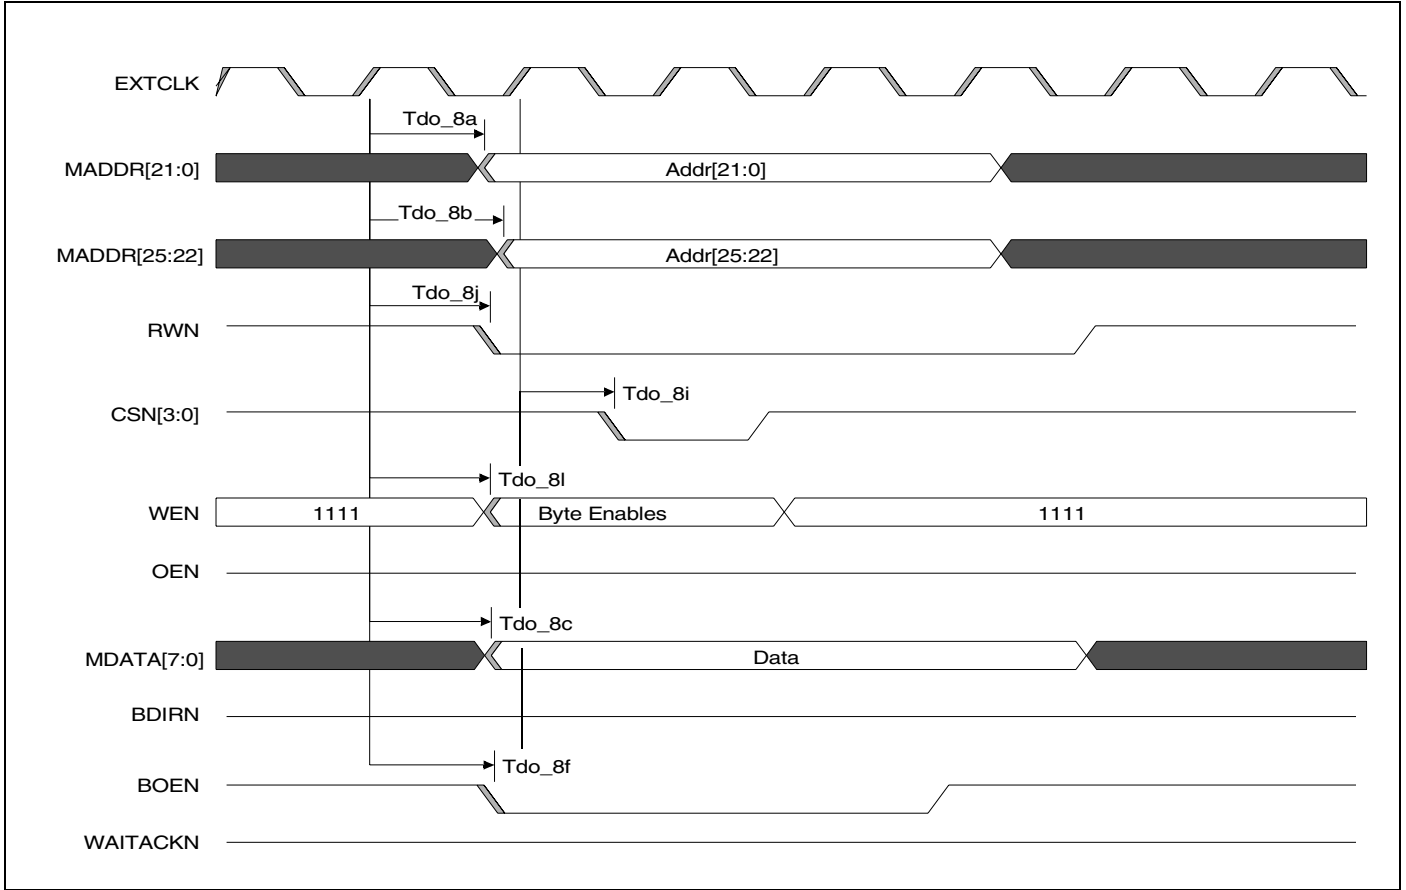 EXTCLK
Tdo_8a
MADDR[21:0] Addr[21:0]
Tdo_8b
MADDR[25:22] Addr[25:22]
Tdo_8j
RWN
Tdo_8i
CSN[3:0]
Tdo_8l
WEN 1111 Byte Enables 1111
OEN
Tdo_8c
MDATA[7:0] Data
BDIRN
Tdo_8f
BOEN
WAITACKN